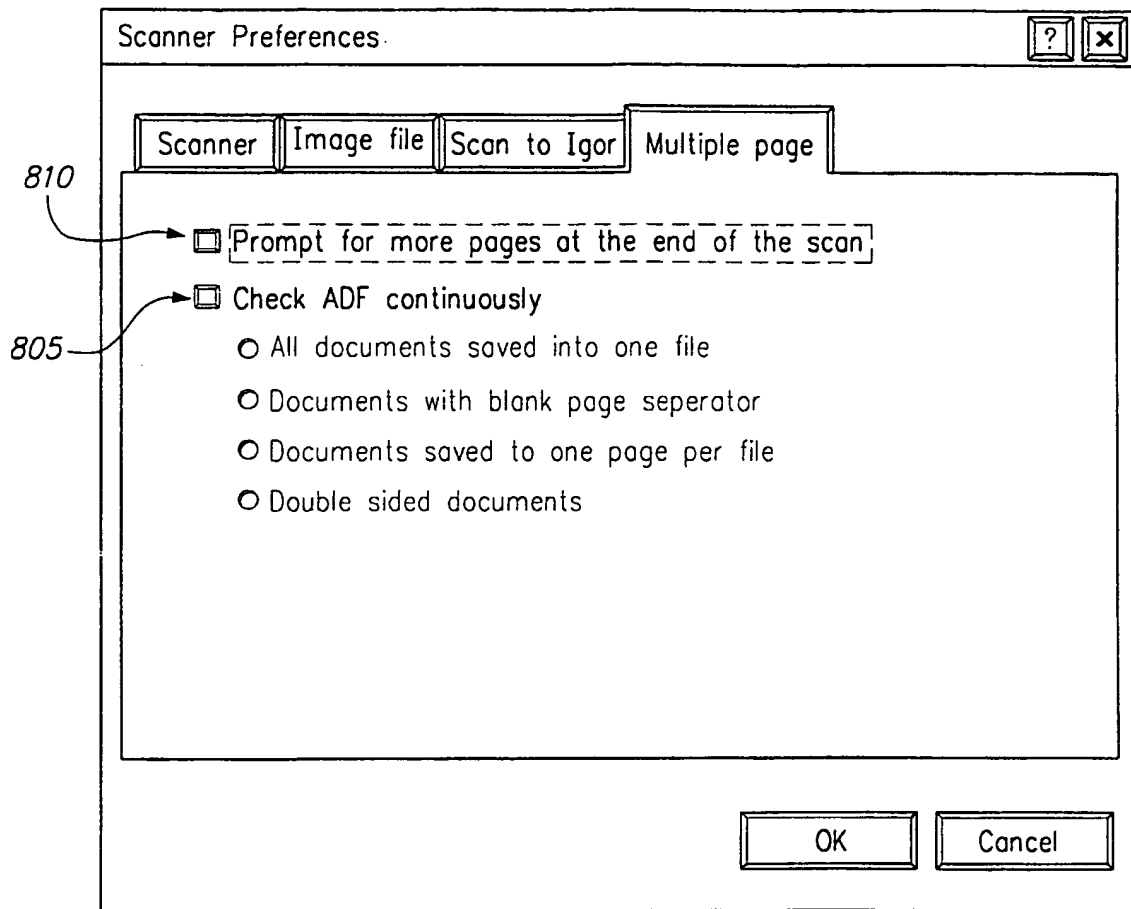 Scanner Preferences
? ×
Scanner Image file Scan to Igor Multiple page
810
Prompt for more pages at the end of the scan
Check ADF continuously
805
All documents saved into one file
Documents with blank page seperator
Documents saved to one page per file
Double sided documents
OK Cancel